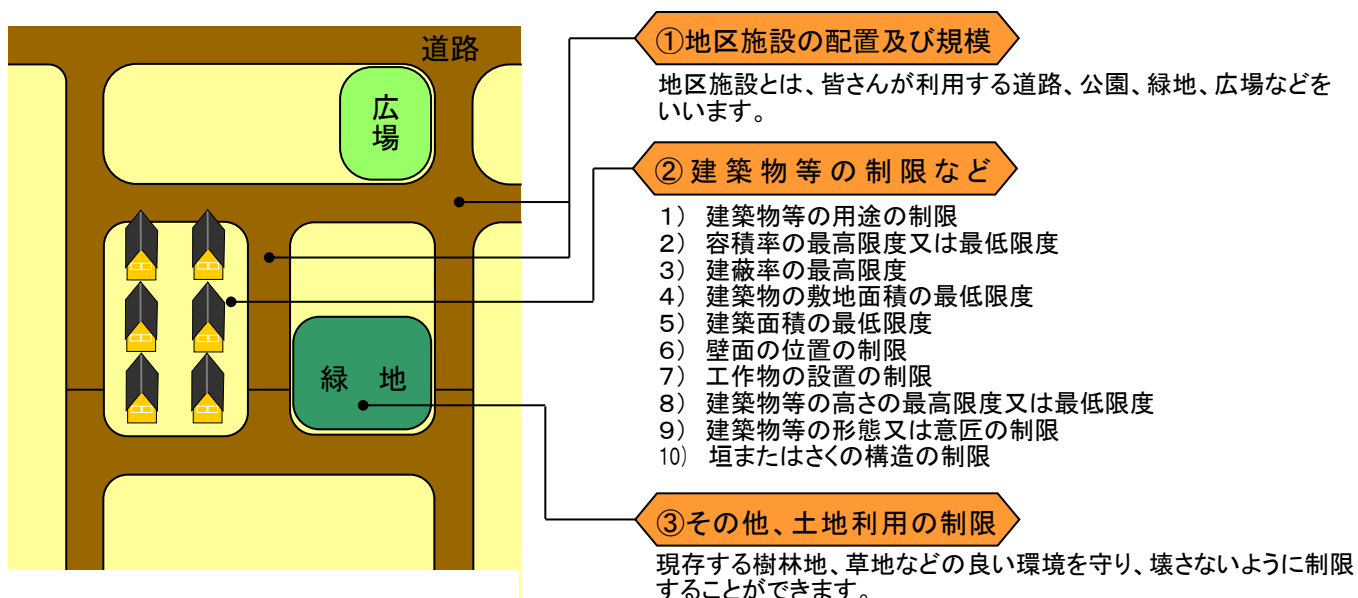 道路
広場
緑 地
①地区施設の配置及び規模
地区施設とは、皆さんが利用する道路、公園、緑地、広場などを
いいます。
②建築物等の制限など
1) 建築物等の用途の制限
2) 容積率の最高限度又は最低限度
3) 建蔽率の最高限度
4) 建築物の敷地面積の最低限度
5) 建築面積の最低限度
6) 壁面の位置の制限
7) 工作物の設置の制限
8) 建築物等の高さの最高限度又は最低限度
9) 建築物等の形態又は意匠の制限
10) 垣またはさくの構造の制限
③その他、土地利用の制限
現存する樹林地、草地などの良い環境を守り、壊さないように制限
することができます。